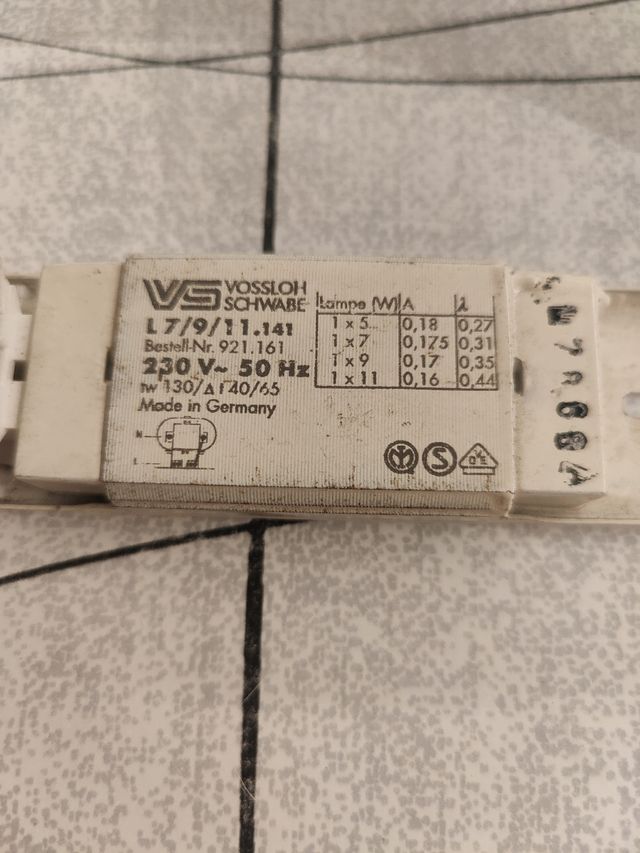 VS VOSSLOH SCHWABE
L 7/9/11.141
Bestell-Nr. 921.161
230 V~ 50 Hz
tw 130/Δt 40/65
Made in Germany
Lampe (W) A λ
1 x 5 0,18 0,27
1 x 7 0,175 0,31
1 x 9 0,17 0,35
1 x 11 0,16 0,44
N
L
S